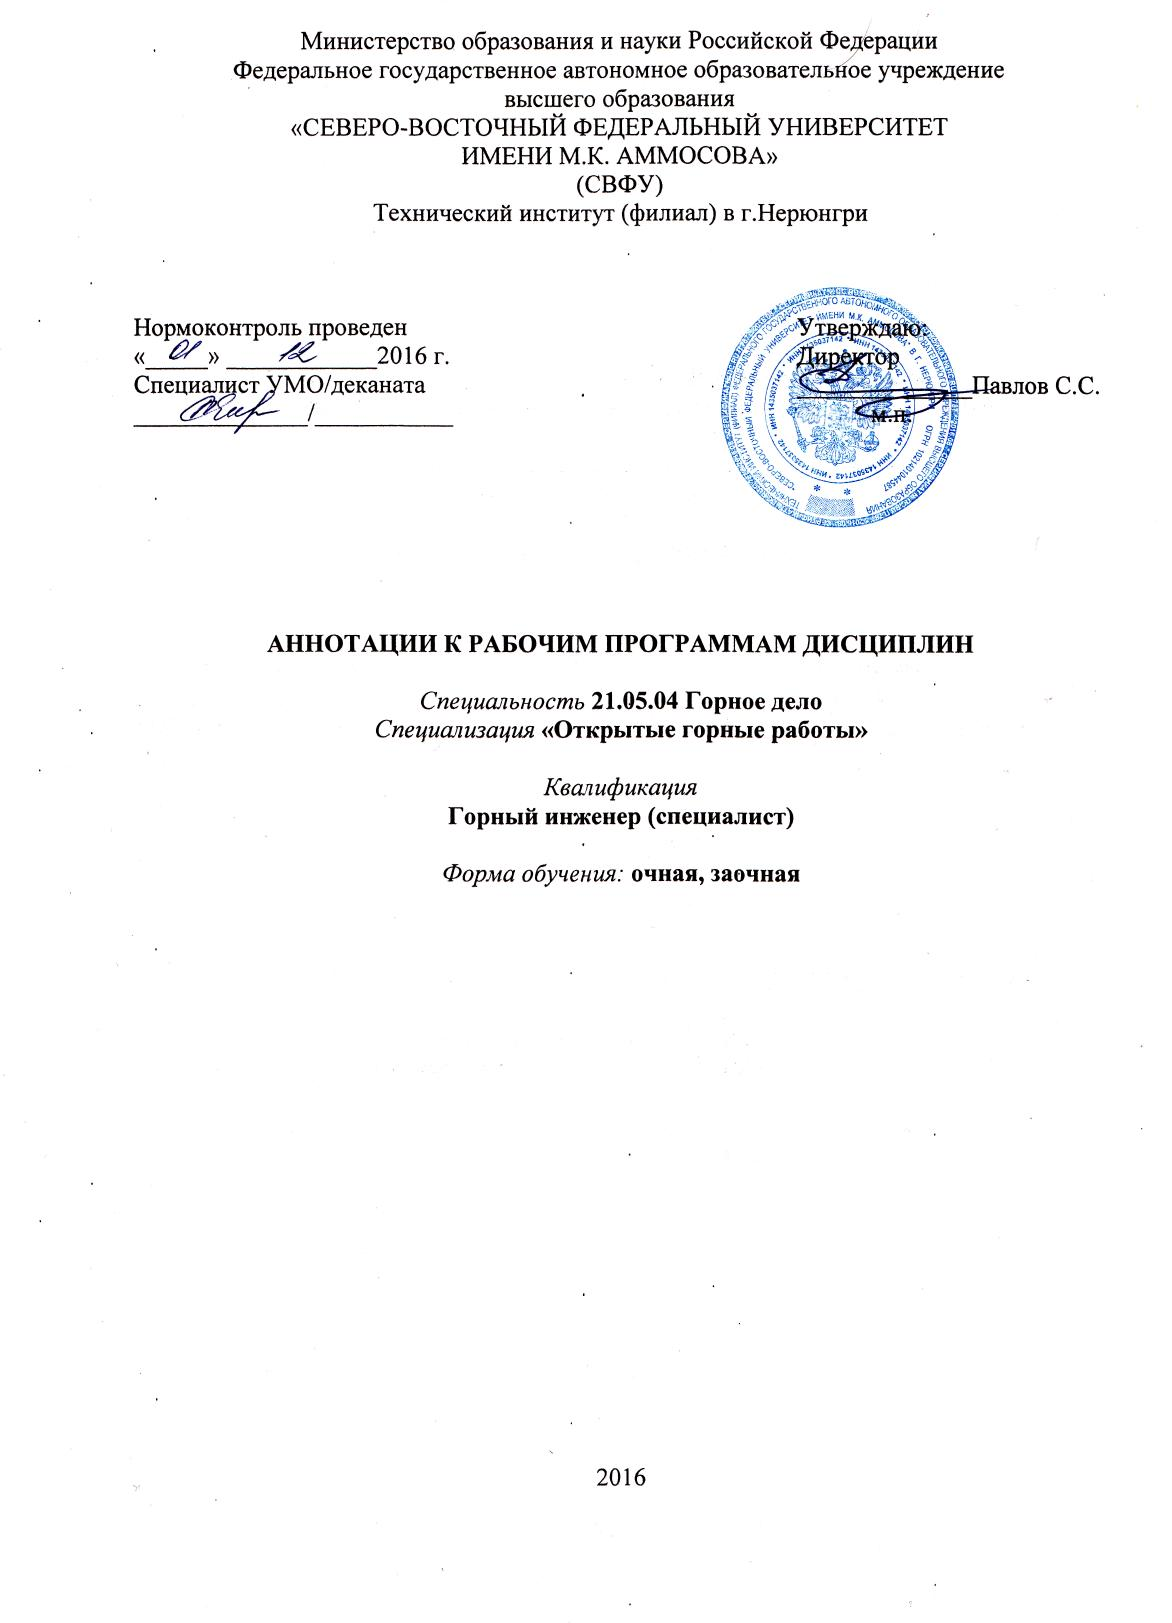 Министерство образования и науки Российской Федерации
Федеральное государственное автономное образовательное учреждение
высшего образования
«СЕВЕРО-ВОСТОЧНЫЙ ФЕДЕРАЛЬНЫЙ УНИВЕРСИТЕТ
ИМЕНИ М.К. АММОСОВА»
(СВФУ)
Технический институт (филиал) в г.Нерюнгри
Нормоконтроль проведен
« 01 » 12 2016 г.
Специалист УМО/деканата
/
Утверждаю:
Директор
Павлов С.С.
м.п.
АННОТАЦИИ К РАБОЧИМ ПРОГРАММАМ ДИСЦИПЛИН
Специальность 21.05.04 Горное дело
Специализация «Открытые горные работы»
Квалификация
Горный инженер (специалист)
Форма обучения: очная, заочная
2016